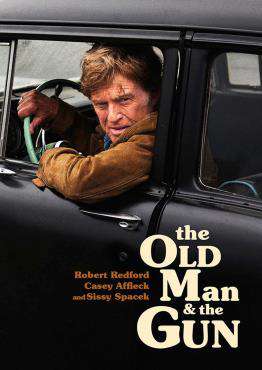 the
OLD
Man
& the
GUN
Robert Redford
Casey Affleck
and Sissy Spacek